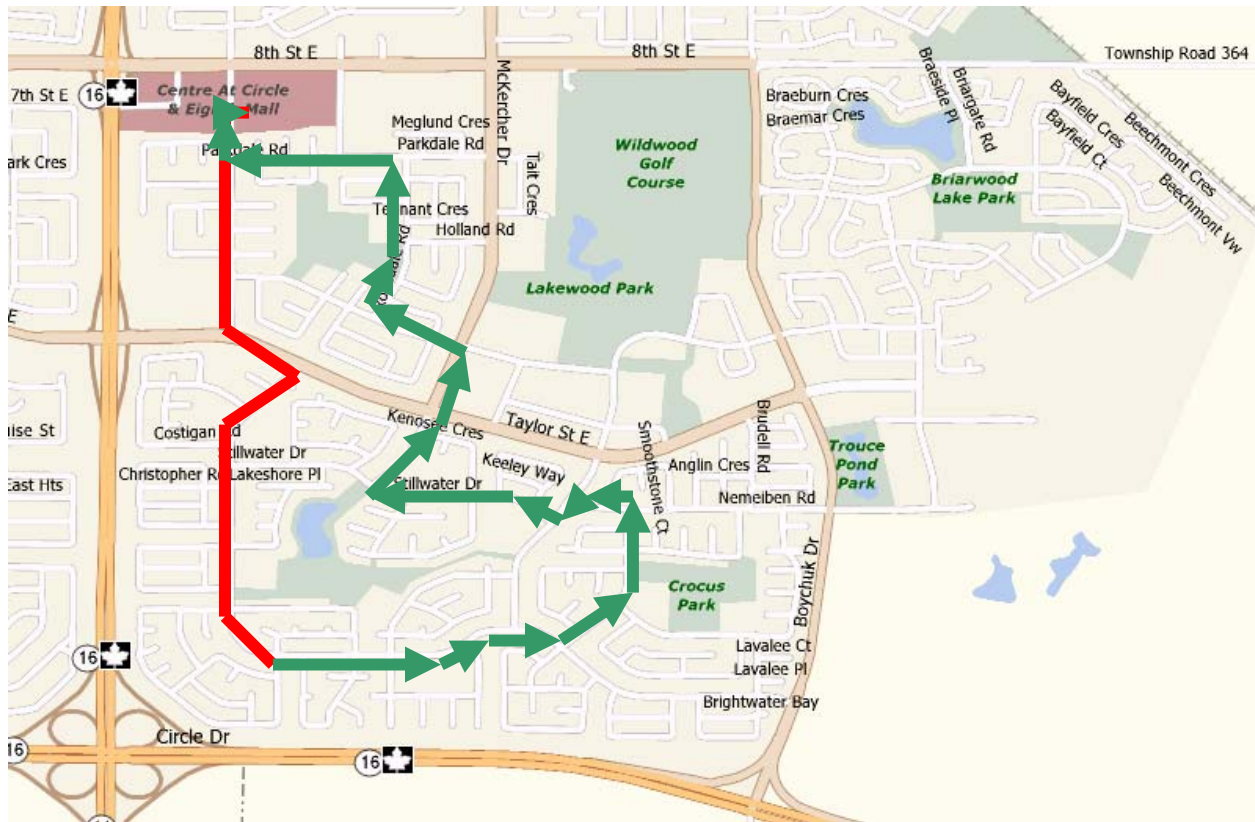 8th St E
8th St E
Township Road 364
7th St E
16
Centre At Circle
& Eig Mall
McKercher Dr
Meglund Cres
Parkdale Rd
Parkdale Rd
ark Cres
Tait Cres
Tennant Cres
Holland Rd
Wildwood
Golf
Course
Lakewood Park
Braeburn Cres
Braemar Cres
Braeside Pl
Briargate Rd
Bayfield Cres
Bayfield Ct
Beechmont Cres
Beechmont Vw
Briarwood
Lake Park
E
Kenosee Cres
Taylor St E
Costigan Rd
Stillwater Dr
Christopher Rd
Lakeshore Pl
uise St
East Hts
Keeley Way
Stillwater Dr
Smoothstone Ct
Anglin Cres
Brudell Rd
Nemeiben Rd
Trouce
Pond
Park
Crocus
Park
Boychuk Dr
Lavalee Ct
Lavalee Pl
Brightwater Bay
16
Circle Dr
16
16